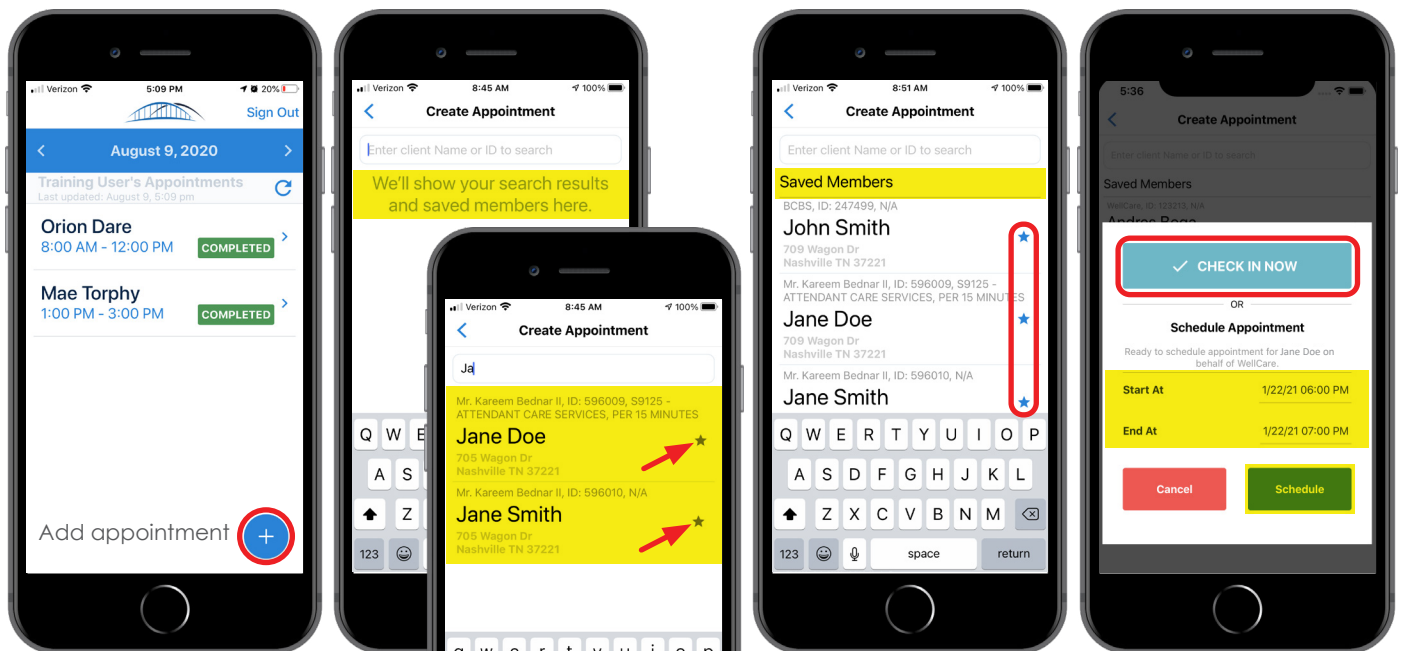 Verizon
5:09 PM
20%
Sign Out
August 9, 2020
Training User's Appointments
Last updated: August 9, 5:09 pm
Orion Dare
8:00 AM - 12:00 PM
COMPLETED
Mae Torphy
1:00 PM - 3:00 PM
COMPLETED
Add appointment
+
Verizon
8:45 AM
100%
Create Appointment
Enter client Name or ID to search
We'll show your search results
and saved members here.
Q W E
A S
Z
123
Verizon
8:45 AM
100%
Create Appointment
Ja
Mr. Kareem Bednar II, ID: 596009, S9125 -
ATTENDANT CARE SERVICES, PER 15 MINUTES
Jane Doe
705 Wagon Dr
Nashville TN 37221
Mr. Kareem Bednar II, ID: 596010, N/A
Jane Smith
705 Wagon Dr
Nashville TN 37221
q w e r t y u i o p
Verizon
8:51 AM
100%
Create Appointment
Enter client Name or ID to search
Saved Members
BCBS, ID: 247499, N/A
John Smith
709 Wagon Dr
Nashville TN 37221
Mr. Kareem Bednar II, ID: 596009, S9125 -
ATTENDANT CARE SERVICES, PER 15 MINUTES
Jane Doe
709 Wagon Dr
Nashville TN 37221
Mr. Kareem Bednar II, ID: 596010, N/A
Jane Smith
Q W E R T Y U I O P
A S D F G H J K L
Z X C V B N M
123 space return
5:36
Create Appointment
Enter client Name or ID to search
Saved Members
WellCare, ID: 123213, N/A
Andres Boga
CHECK IN NOW
OR
Schedule Appointment
Ready to schedule appointment for Jane Doe on
behalf of WellCare.
Start At 1/22/21 06:00 PM
End At 1/22/21 07:00 PM
Cancel Schedule